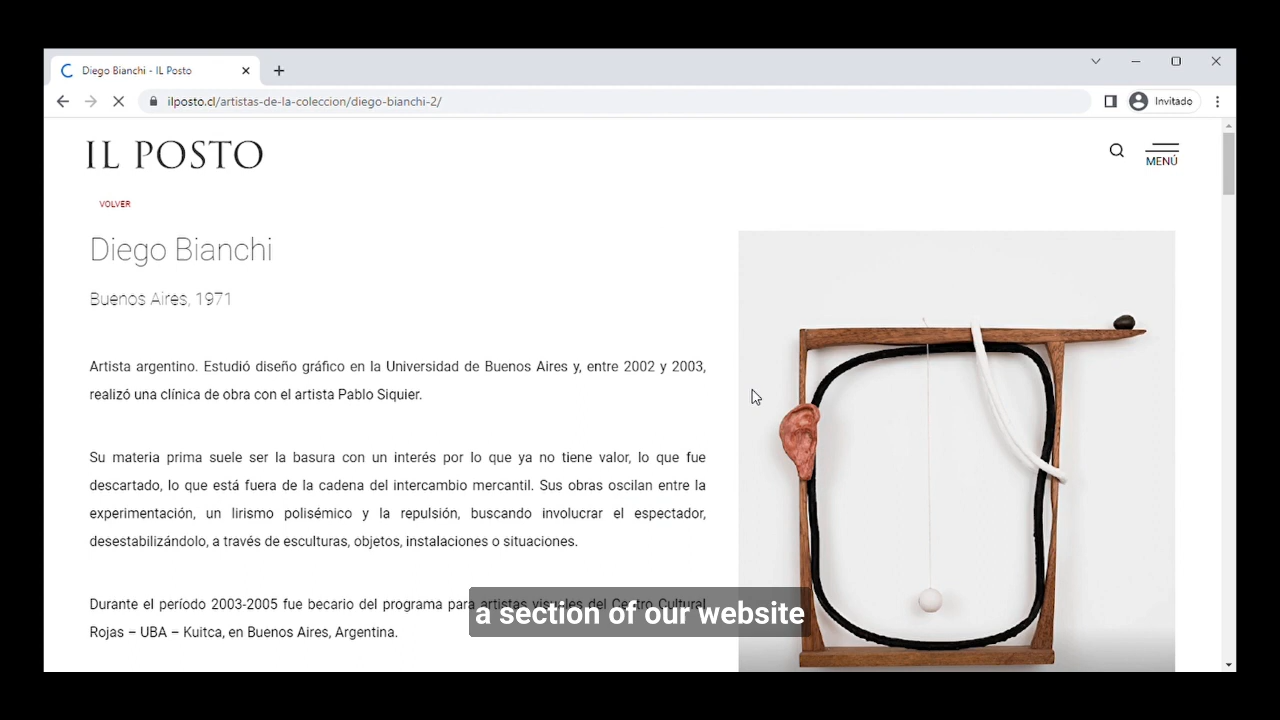 Diego Bianchi - IL Posto
ilposto.cl/artistas-de-la-coleccion/diego-bianchi-2/
Invitado
IL POSTO
MENÚ
VOLVER
Diego Bianchi
Buenos Aires, 1971
Artista argentino. Estudió diseño gráfico en la Universidad de Buenos Aires y, entre 2002 y 2003,
realizó una clínica de obra con el artista Pablo Siquier.
Su materia prima suele ser la basura con un interés por lo que ya no tiene valor, lo que fue
descartado, lo que está fuera de la cadena del intercambio mercantil. Sus obras oscilan entre la
experimentación, un lirismo polisémico y la repulsión, buscando involucrar el espectador,
desestabilizándolo, a través de esculturas, objetos, instalaciones o situaciones.
Durante el período 2003-2005 fue becario del programa para artistas visuales del Centro Cultural
Rojas – UBA – Kuitca, en Buenos Aires, Argentina.
a section of our website